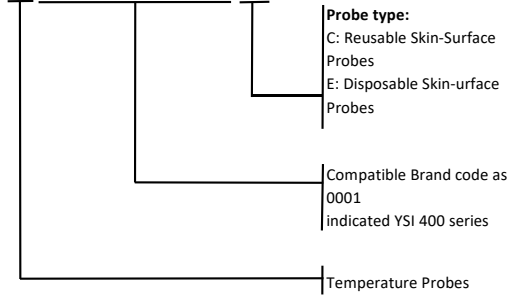 Probe type:
C: Reusable Skin-Surface
Probes
E: Disposable Skin-urface
Probes
Compatible Brand code as
0001
indicated YSI 400 series
Temperature Probes